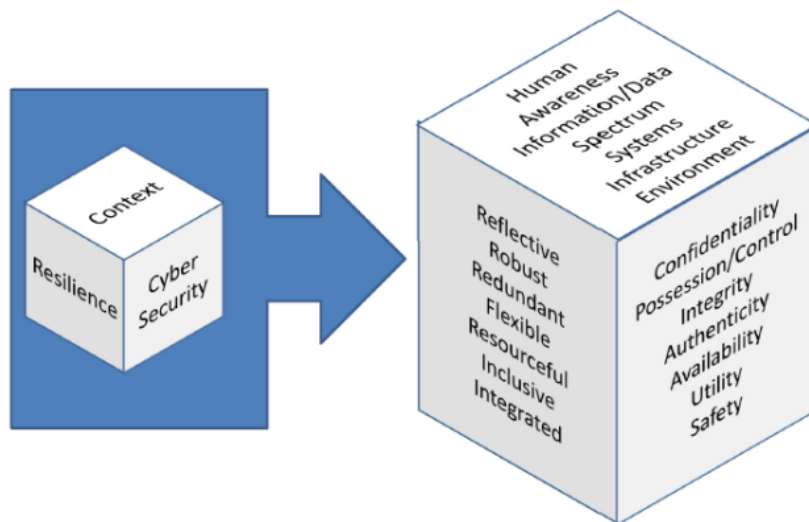 Context
Resilience
Cyber
Security
Human
Awareness
Information/Data
Spectrum
Systems
Infrastructure
Environment
Reflective
Robust
Redundant
Flexible
Resourceful
Inclusive
Integrated
Confidentiality
Possession/Control
Integrity
Authenticity
Availability
Utility
Safety